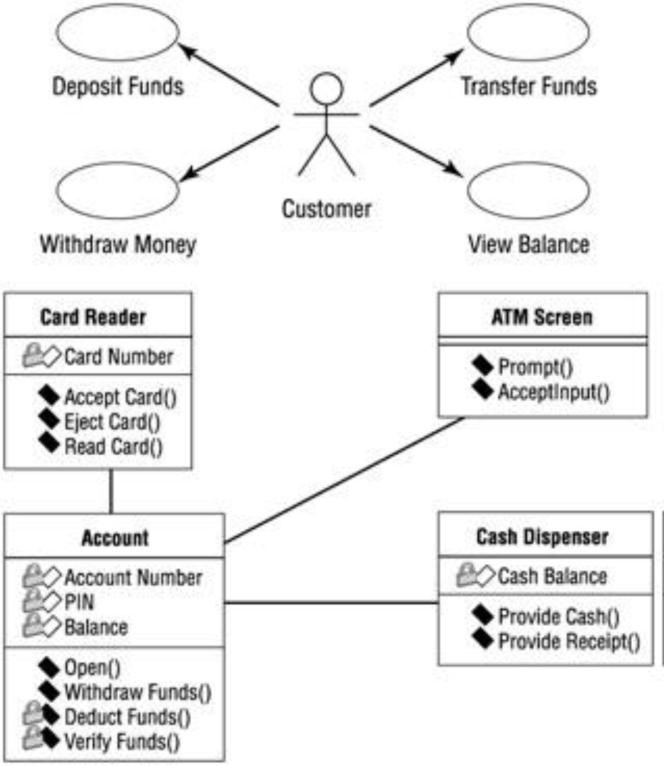 Deposit Funds
Transfer Funds
Customer
Withdraw Money
View Balance
Card Reader
Card Number
Accept Card()
Eject Card()
Read Card()
ATM Screen
Prompt()
AcceptInput()
Account
Account Number
PIN
Balance
Open()
Withdraw Funds()
Deduct Funds()
Verify Funds()
Cash Dispenser
Cash Balance
Provide Cash()
Provide Receipt()